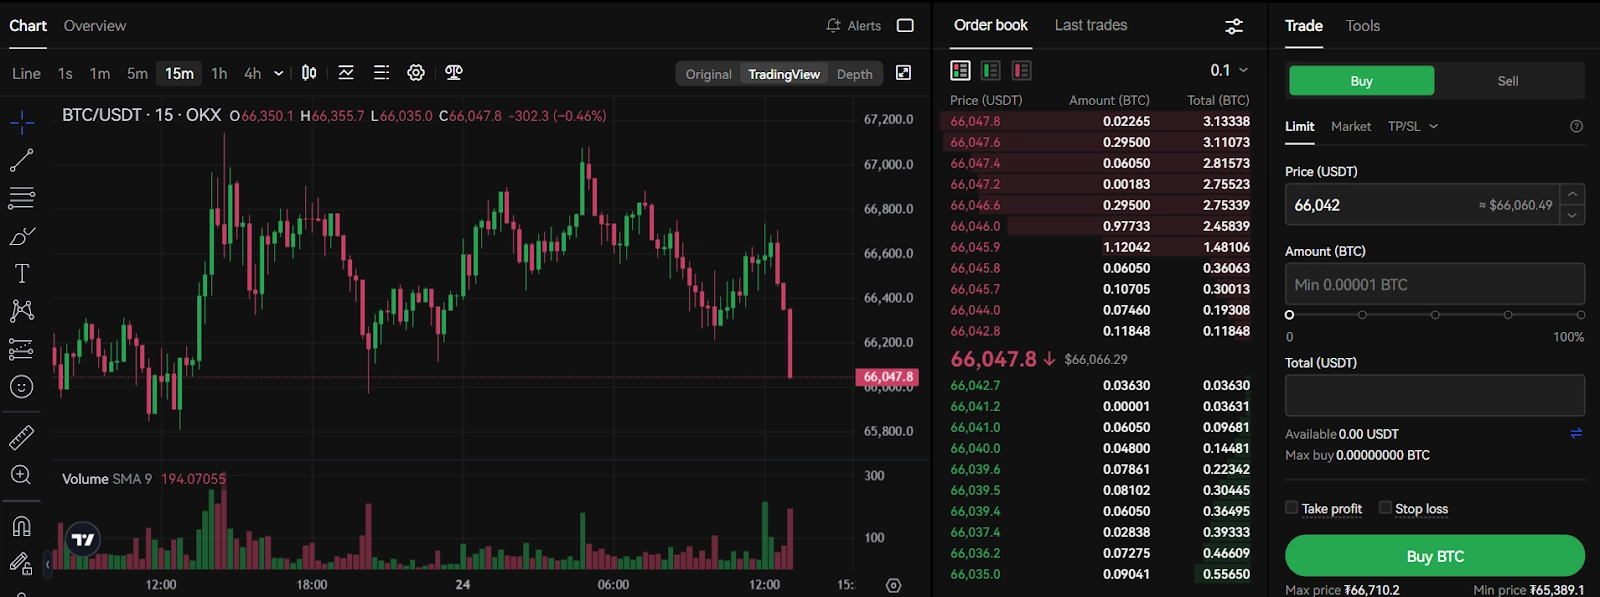 Chart Overview Alerts
Line 1s 1m 5m 15m 1h 4h Original TradingView Depth
BTC/USDT · 15 · OKX O66,350.1 H66,355.7 L66,035.0 C66,047.8 −302.3 (−0.46%)
67,200.0
67,000.0
66,800.0
66,600.0
66,400.0
66,200.0
66,047.8
66,000.0
65,800.0
Volume SMA 9 194.07055
300
100
12:00 18:00 24 06:00 12:00 15:
Order book Last trades
0.1
Price (USDT) Amount (BTC) Total (BTC)
66,047.8 0.02265 3.13338
66,047.6 0.29500 3.11073
66,047.4 0.06050 2.81573
66,047.2 0.00183 2.75523
66,046.6 0.29500 2.75339
66,046.0 0.97733 2.45839
66,045.9 1.12042 1.48106
66,045.8 0.06050 0.36063
66,045.7 0.10705 0.30013
66,044.0 0.07460 0.19308
66,042.8 0.11848 0.11848
66,047.8 ↓ $66,066.29
66,042.7 0.03630 0.03630
66,041.2 0.00001 0.03631
66,041.0 0.06050 0.09681
66,040.0 0.04800 0.14481
66,039.6 0.07861 0.22342
66,039.5 0.08102 0.30445
66,039.4 0.06050 0.36495
66,037.4 0.02838 0.39333
66,036.2 0.07275 0.46609
66,035.0 0.09041 0.55650
Trade Tools
Buy Sell
Limit Market TP/SL
Price (USDT)
66,042 ≈ $66,060.49
Amount (BTC)
Min 0.00001 BTC
0 100%
Total (USDT)
Available 0.00 USDT
Max buy 0.00000000 BTC
Take profit Stop loss
Buy BTC
Max price ₮66,710.2 Min price ₮65,389.1